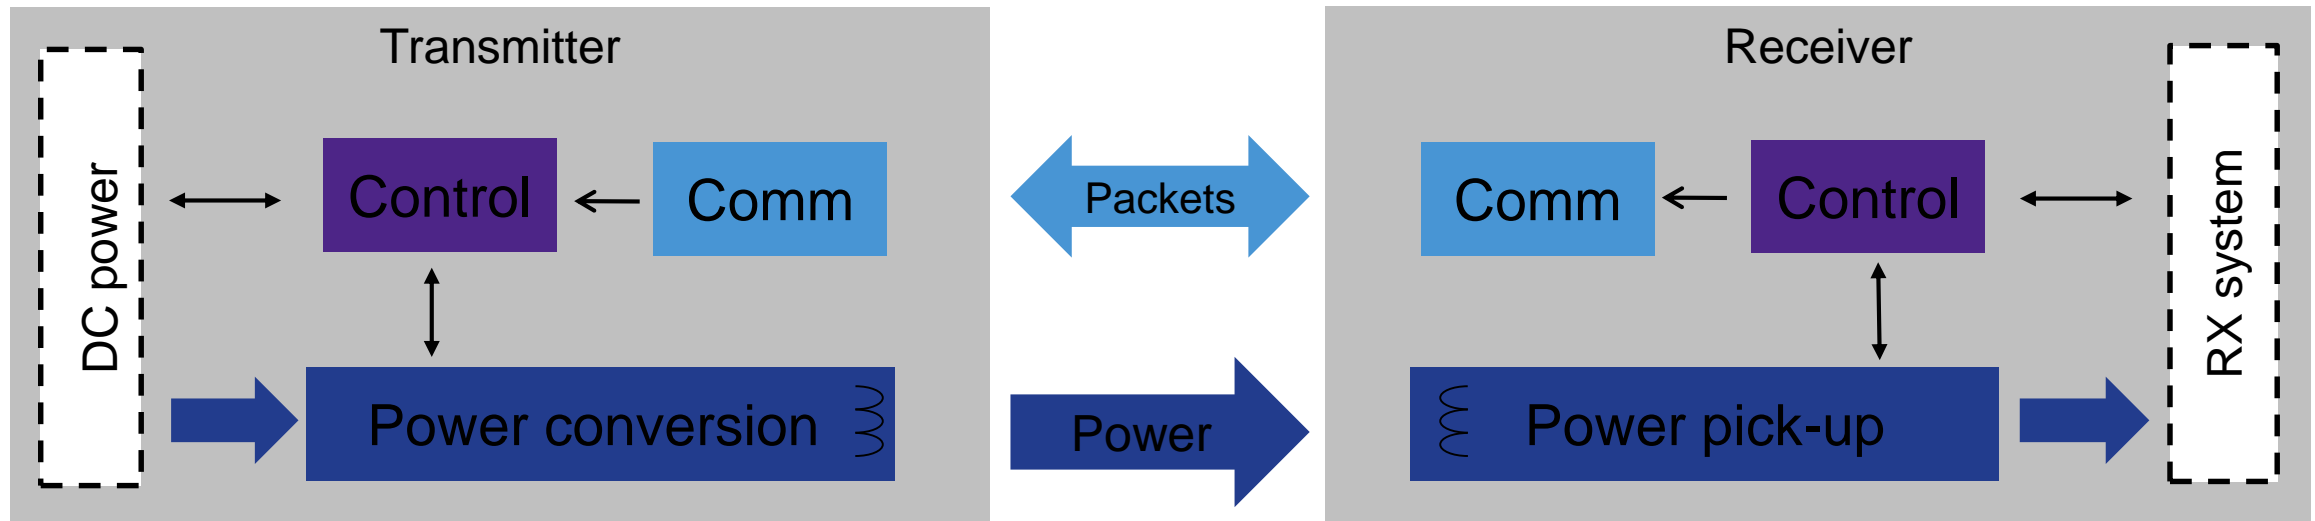 Transmitter
DC power
Control
Comm
Power conversion
Packets
Power
Receiver
Comm
Control
Power pick-up
RX system